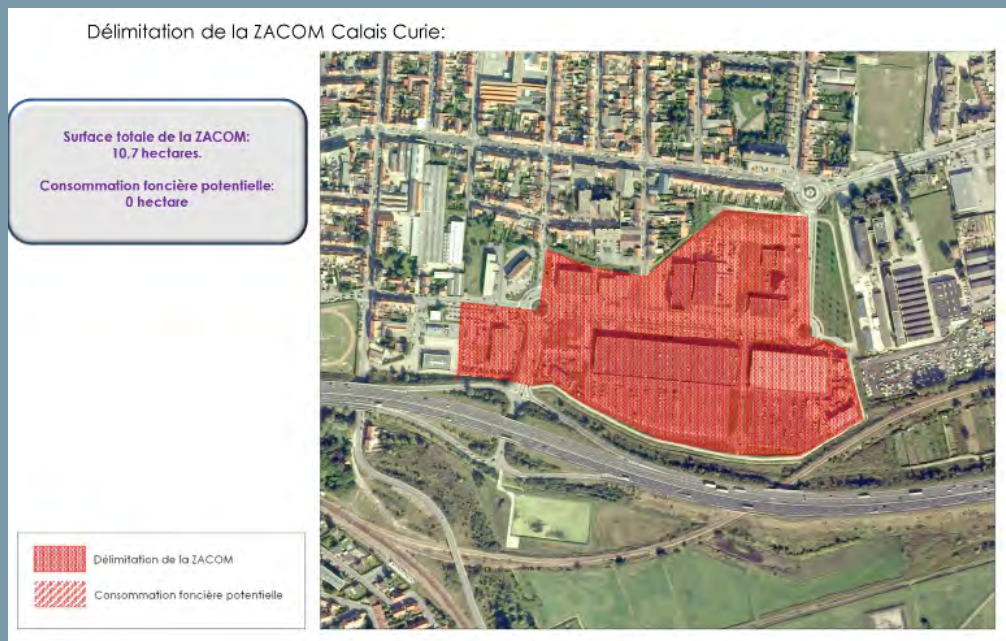 Délimitation de la ZACOM Calais Curie:
Surface totale de la ZACOM:
10,7 hectares.
Consommation foncière potentielle:
0 hectare
Délimitation de la ZACOM
Consommation foncière potentielle